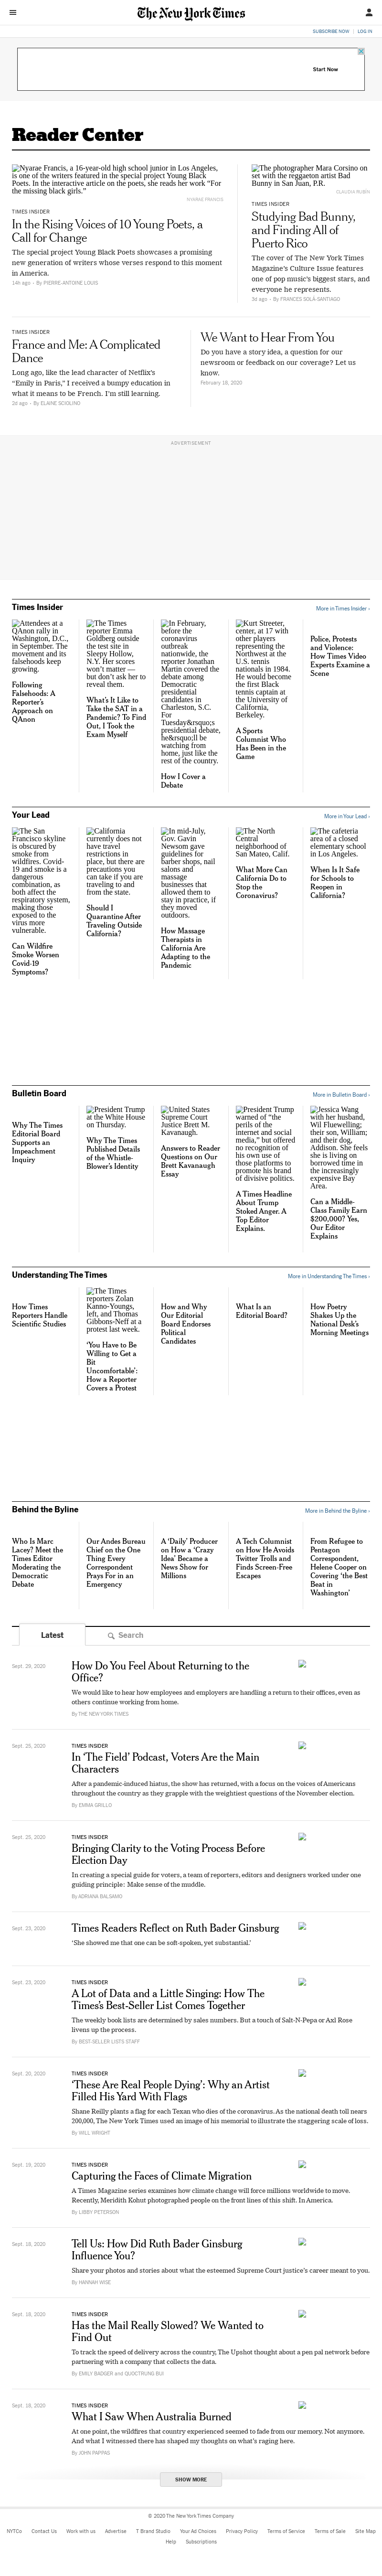 The New York Times
SUBSCRIBE NOW | LOG IN
Start Now
Reader Center
Nyarae Francis, a 16-year-old high school junior in Los Angeles,
is one of the writers featured in the special project Young Black
Poets. In the interactive article on the poets, she reads her work “For
the missing black girls.”
NYARAE FRANCIS
TIMES INSIDER
In the Rising Voices of 10 Young Poets, a
Call for Change
The special project Young Black Poets showcases a promising
new generation of writers whose verses respond to this moment
in America.
14h ago - By PIERRE-ANTOINE LOUIS
The photographer Mara Corsino on
set with the reggaeton artist Bad
Bunny in San Juan, P.R.
CLAUDIA RUBEN
TIMES INSIDER
Studying Bad Bunny,
and Finding All of
Puerto Rico
The cover of The New York Times
Magazine’s Culture Issue features
one of pop music’s biggest stars, and
everyone he represents.
2d ago - By FRANCES SOLÁ-SANTIAGO
TIMES INSIDER
France and Me: A Complicated
Dance
Long ago, like the lead character of Netflix’s
“Emily in Paris,” I received a bumpy education in
what it means to be French. I’m still learning.
2d ago - By ELAINE SCIOLINO
We Want to Hear From You
Do you have a story idea, a question for our
newsroom or feedback on our coverage? Let us
know.
February 18, 2020
ADVERTISEMENT
Times Insider
More in Times Insider ›
Attendees at a
QAnon rally in
Washington, D.C.,
in September. The
movement and its
falsehoods keep
growing.
Following
Falsehoods: A
Reporter’s
Approach on
QAnon
The Times
reporter Emma
Goldberg outside
the test site in
Sleepy Hollow,
N.Y. Her scores
won’t matter —
but don’t ask her to
reveal them.
What’s It Like to
Take the SAT in a
Pandemic? To Find
Out, I Took the
Exam Myself
In February,
before the
coronavirus
outbreak
nationwide, the
reporter Jonathan
Martin covered the
debate among
Democratic
presidential
candidates in
Charleston, S.C.
For
Tuesday&rsquo;s
presidential debate,
he&rsquo;ll be
watching from
home, just like the
rest of the country.
How I Cover a
Debate
Kurt Streeter,
center, at 17 with
other players
representing the
Northwest at the
U.S. tennis
nationals in 1984.
He would become
the first Black
tennis captain at
the University of
California,
Berkeley.
A Sports
Columnist Who
Has Been in the
Game
Police, Protests
and Violence:
How Times Video
Experts Examine a
Scene
Your Lead
More in Your Lead ›
The San
Francisco skyline
is obscured by
smoke from
wildfires. Covid-
19 and smoke is a
dangerous
combination, as
both affect the
respiratory system,
making those
exposed to the
virus more
vulnerable.
Can Wildfire
Smoke Worsen
Covid-19
Symptoms?
California
currently does not
have travel
restrictions in
place, but there are
precautions you
can take if you are
traveling to and
from the state.
Should I
Quarantine After
Traveling Outside
California?
In mid-July,
Gov. Gavin
Newsom gave
guidelines for
barber shops, nail
salons and
massage
businesses that
allowed them to
stay in practice, if
they moved
outdoors.
How Massage
Therapists in
California Are
Adapting to the
Pandemic
The North
Central
neighborhood of
San Mateo, Calif.
What More Can
California Do to
Stop the
Coronavirus?
The cafeteria
area of a closed
elementary school
in Los Angeles.
When Is It Safe
for Schools to
Reopen in
California?
Bulletin Board
More in Bulletin Board ›
Why The Times
Editorial Board
Supports an
Impeachment
Inquiry
President Trump
at the White House
on Thursday.
Why The Times
Published Details
of the Whistle-
Blower’s Identity
United States
Supreme Court
Justice Brett M.
Kavanaugh.
Answers to Reader
Questions on Our
Brett Kavanaugh
Essay
President Trump
warned of “the
perils of the
internet and social
media,” but offered
no recognition of
his own use of
those platforms to
promote his brand
of divisive politics.
A Times Headline
About Trump
Stoked Anger. A
Top Editor
Explains.
Jessica Wang
with her husband,
Wil Fluewelling;
their son, William;
and their dog,
Addison. She feels
she is living on
borrowed time in
the increasingly
expensive Bay
Area.
Can a Middle-
Class Family Earn
$200,000? Yes,
Our Editor
Explains
Understanding The Times
More in Understanding The Times ›
How Times
Reporters Handle
Scientific Studies
The Times
reporters Zolan
Kanno-Youngs,
left, and Thomas
Gibbons-Neff at a
protest last week.
‘You Have to Be
Willing to Get a
Bit
Uncomfortable’:
How a Reporter
Covers a Protest
How and Why
Our Editorial
Board Endorses
Political
Candidates
What Is an
Editorial Board?
How Poetry
Shakes Up the
National Desk’s
Morning Meetings
Behind the Byline
More in Behind the Byline ›
Who Is Marc
Lacey? Meet the
Times Editor
Moderating the
Democratic
Debate
Our Andes Bureau
Chief on the One
Thing Every
Correspondent
Prays For in an
Emergency
A ‘Daily’ Producer
on How a ‘Crazy
Idea’ Became a
News Show for
Millions
A Tech Columnist
on How He Avoids
Twitter Trolls and
Finds Screen-Free
Escapes
From Refugee to
Pentagon
Correspondent,
Helene Cooper on
Covering ‘the Best
Beat in
Washington’
Latest
Search
Sept. 29, 2020
How Do You Feel About Returning to the
Office?
We would like to hear how employees and employers are handling a return to their offices, even as
others continue working from home.
By THE NEW YORK TIMES
Sept. 25, 2020
TIMES INSIDER
In ‘The Field’ Podcast, Voters Are the Main
Characters
After a pandemic-induced hiatus, the show has returned, with a focus on the voices of Americans
throughout the country as they grapple with the weightiest questions of the November election.
By EMMA GRILLO
Sept. 25, 2020
TIMES INSIDER
Bringing Clarity to the Voting Process Before
Election Day
In creating a special guide for voters, a team of reporters, editors and designers worked under one
guiding principle: Make sense of the muddle.
By ADRIANA BALSAMO
Sept. 23, 2020
Times Readers Reflect on Ruth Bader Ginsburg
‘She showed me that one can be soft-spoken, yet substantial.’
Sept. 23, 2020
TIMES INSIDER
A Lot of Data and a Little Singing: How The
Times’s Best-Seller List Comes Together
The weekly book lists are determined by sales numbers. But a touch of Salt-N-Pepa or Axl Rose
livens up the process.
By BEST-SELLER LISTS STAFF
Sept. 20, 2020
TIMES INSIDER
‘These Are Real People Dying’: Why an Artist
Filled His Yard With Flags
Shane Reilly plants a flag for each Texan who dies of the coronavirus. As the national death toll nears
200,000, The New York Times used an image of his memorial to illustrate the staggering scale of loss.
By WILL WRIGHT
Sept. 19, 2020
TIMES INSIDER
Capturing the Faces of Climate Migration
A Times Magazine series examines how climate change will force millions worldwide to move.
Recently, Meridith Kohut photographed people on the front lines of this shift. In America.
By LIBBY PETERSON
Sept. 18, 2020
Tell Us: How Did Ruth Bader Ginsburg
Influence You?
Share your photos and stories about what the esteemed Supreme Court justice’s career meant to you.
By HANNAH WISE
Sept. 18, 2020
TIMES INSIDER
Has the Mail Really Slowed? We Wanted to
Find Out
To track the speed of delivery across the country, The Upshot thought about a pen pal network before
partnering with a company that collects the data.
By EMILY BADGER and QUOCTRUNG BUI
Sept. 18, 2020
TIMES INSIDER
What I Saw When Australia Burned
At one point, the wildfires that country experienced seemed to fade from our memory. Not anymore.
And what I witnessed there has shaped my thoughts on what’s raging here.
By JOHN PAPPAS
SHOW MORE
© 2020 The New York Times Company
NYTCo Contact Us Work with us Advertise T Brand Studio Your Ad Choices Privacy Policy Terms of Service Terms of Sale Site Map
Help Subscriptions